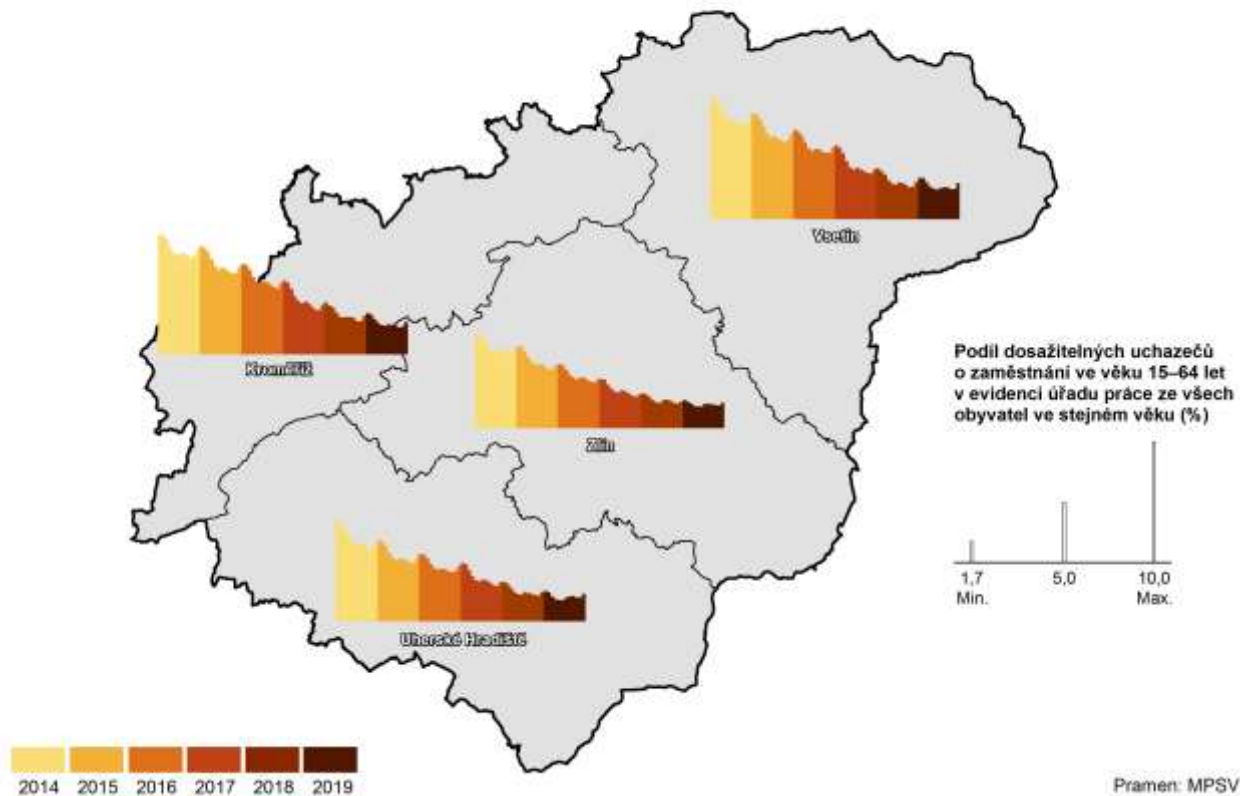 Vsetín
Kroměříž
Zlín
Uherské Hradiště
Podíl dosažitelných uchazečů
o zaměstnání ve věku 15–64 let
v evidenci úřadu práce ze všech
obyvatel ve stejném věku (%)
1,7 5,0 10,0
Min. Max.
2014 2015 2016 2017 2018 2019
Pramen: MPSV